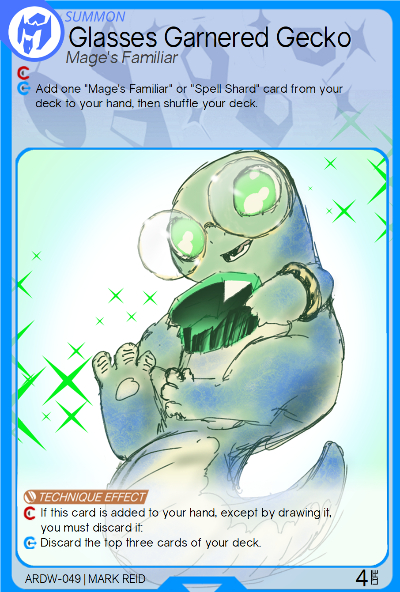 SUMMON
Glasses Garnered Gecko
Mage's Familiar
Add one "Mage's Familiar" or "Spell Shard" card from your
deck to your hand, then shuffle your deck.
TECHNIQUE EFFECT
If this card is added to your hand, except by drawing it,
you must discard if:
Discard the top three cards of your deck.
ARDW-049 | MARK REID
4 LIFE